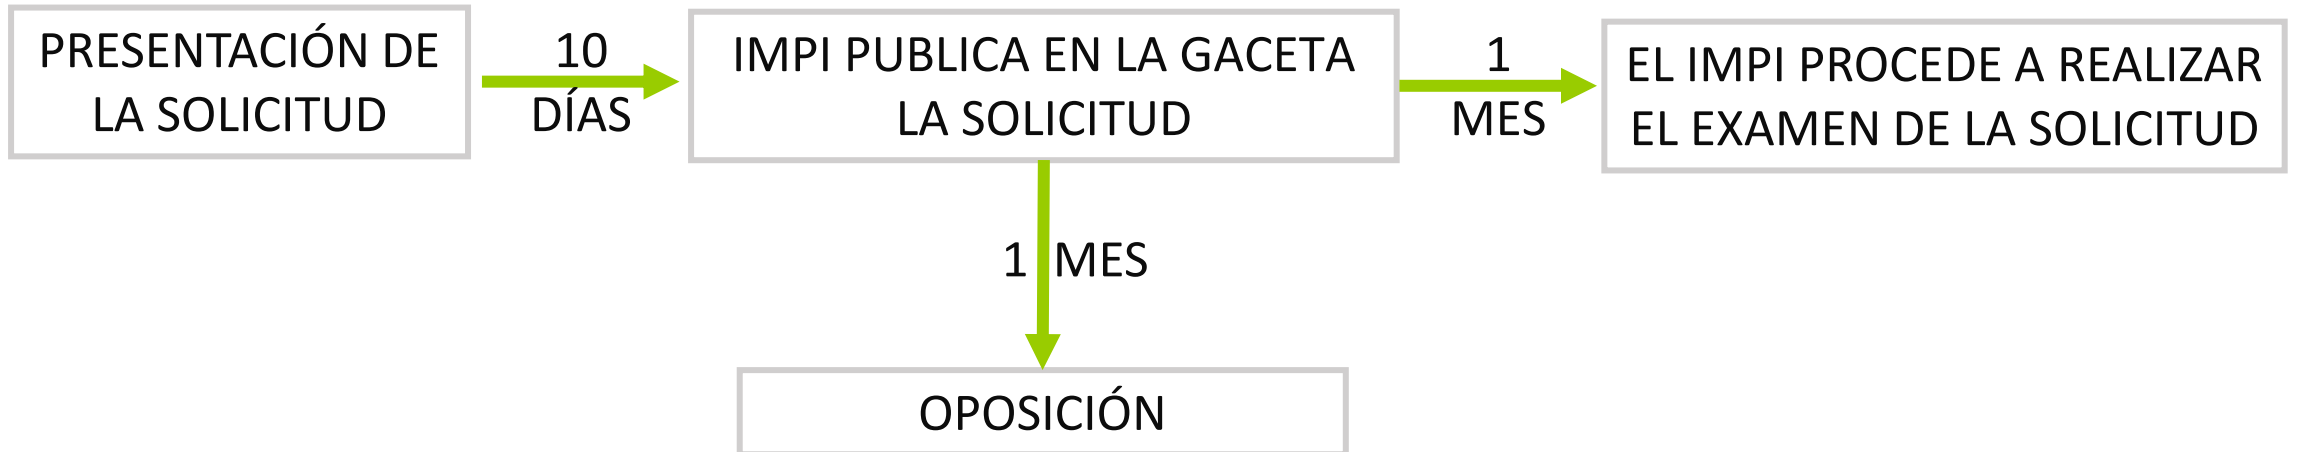 PRESENTACIÓN DE
LA SOLICITUD
10
DÍAS
IMPI PUBLICA EN LA GACETA
LA SOLICITUD
1
MES
EL IMPI PROCEDE A REALIZAR
EL EXAMEN DE LA SOLICITUD
1 MES
OPOSICIÓN